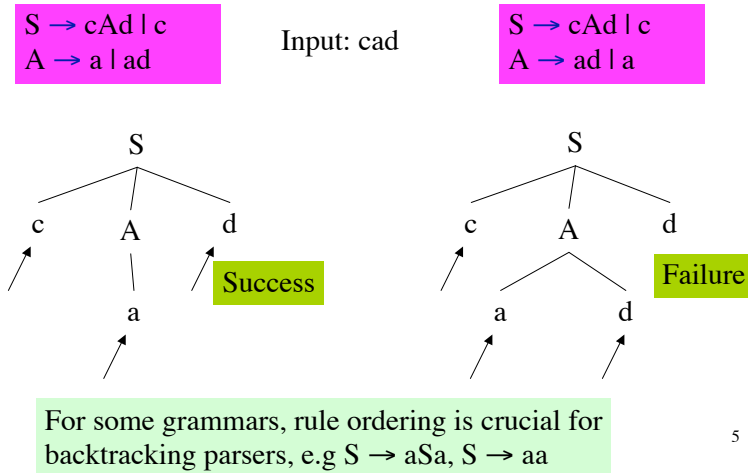 S → cAd | c
A → a | ad
Input: cad
S → cAd | c
A → ad | a
S
c A d
Success
a
S
c A d
Failure
a d
For some grammars, rule ordering is crucial for
backtracking parsers, e.g S → aSa, S → aa
5